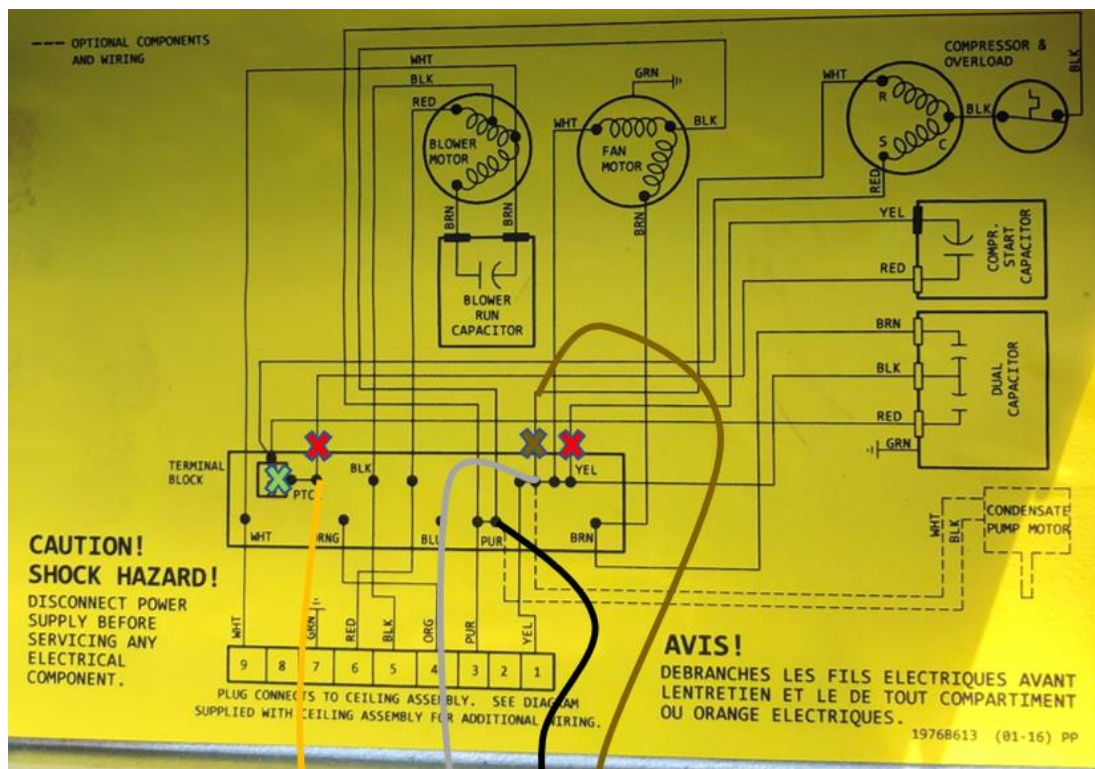 ---- OPTIONAL COMPONENTS
AND WIRING
WHT
BLK
RED
BLOWER
MOTOR
BRN
BRN
BLOWER
RUN
CAPACITOR
GRN
WHT
BLK
FAN
MOTOR
BRN
COMPRESSOR &
OVERLOAD
BLK
WHT
R
BLK
S
C
RED
YEL
RED
COMPR.
START
CAPACITOR
BRN
BLK
RED
GRN
DUAL
CAPACITOR
TERMINAL
BLOCK
PTC
BLK
YEL
WHT
PUR
BRN
WHT
BLK
CONDENSATE
PUMP MOTOR
CAUTION!
SHOCK HAZARD!
DISCONNECT POWER
SUPPLY BEFORE
SERVICING ANY
ELECTRICAL
COMPONENT.
WHT
GRN
RED
BLK
ORG
PUR
YEL
9 8 7 6 5 4 3 2 1
PLUG CONNECTS TO CEILING ASSEMBLY. SEE DIAGRAM
SUPPLIED WITH CEILING ASSEMBLY FOR ADDITIONAL WIRING.
AVIS!
DEBRANCHES LES FILS ELECTRIQUES AVANT
LENTRETIEN ET LE DE TOUT COMPARTIMENT
OU ORANGE ELECTRIQUES.
1976B613 (01-16) PP